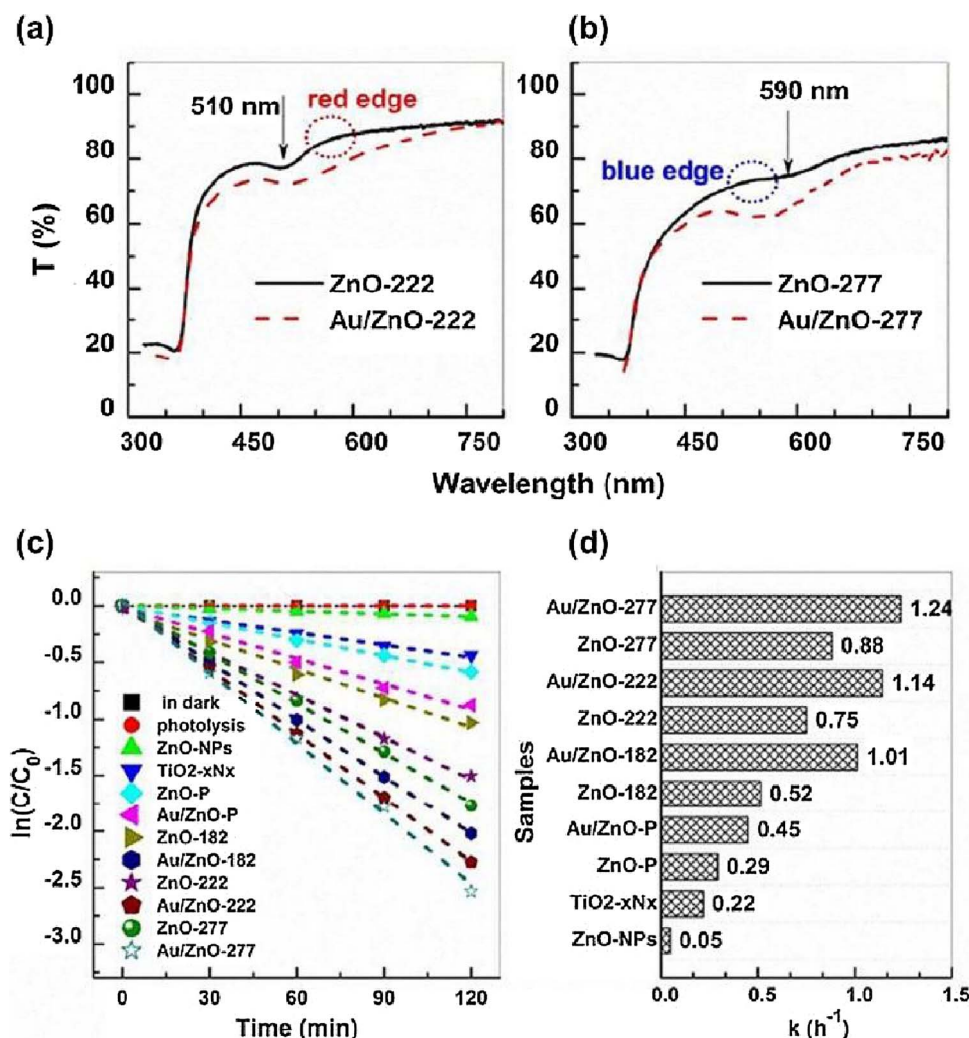 (a)
100
80
60
40
20
0
T (%)
510 nm
red edge
ZnO-222
Au/ZnO-222
300 450 600 750
(b)
100
80
60
40
20
0
590 nm
blue edge
ZnO-277
Au/ZnO-277
300 450 600 750
Wavelength (nm)
(c)
0.0
-0.5
-1.0
-1.5
-2.0
-2.5
-3.0
ln(C/C0)
in dark
photolysis
ZnO-NPs
TiO2-xNx
ZnO-P
Au/ZnO-P
ZnO-182
Au/ZnO-182
ZnO-222
Au/ZnO-222
ZnO-277
Au/ZnO-277
0 30 60 90 120
Time (min)
(d)
Samples
Au/ZnO-277 1.24
ZnO-277 0.88
Au/ZnO-222 1.14
ZnO-222 0.75
Au/ZnO-182 1.01
ZnO-182 0.52
Au/ZnO-P 0.45
ZnO-P 0.29
TiO2-xNx 0.22
ZnO-NPs 0.05
0.0 0.5 1.0 1.5
k (h⁻¹)